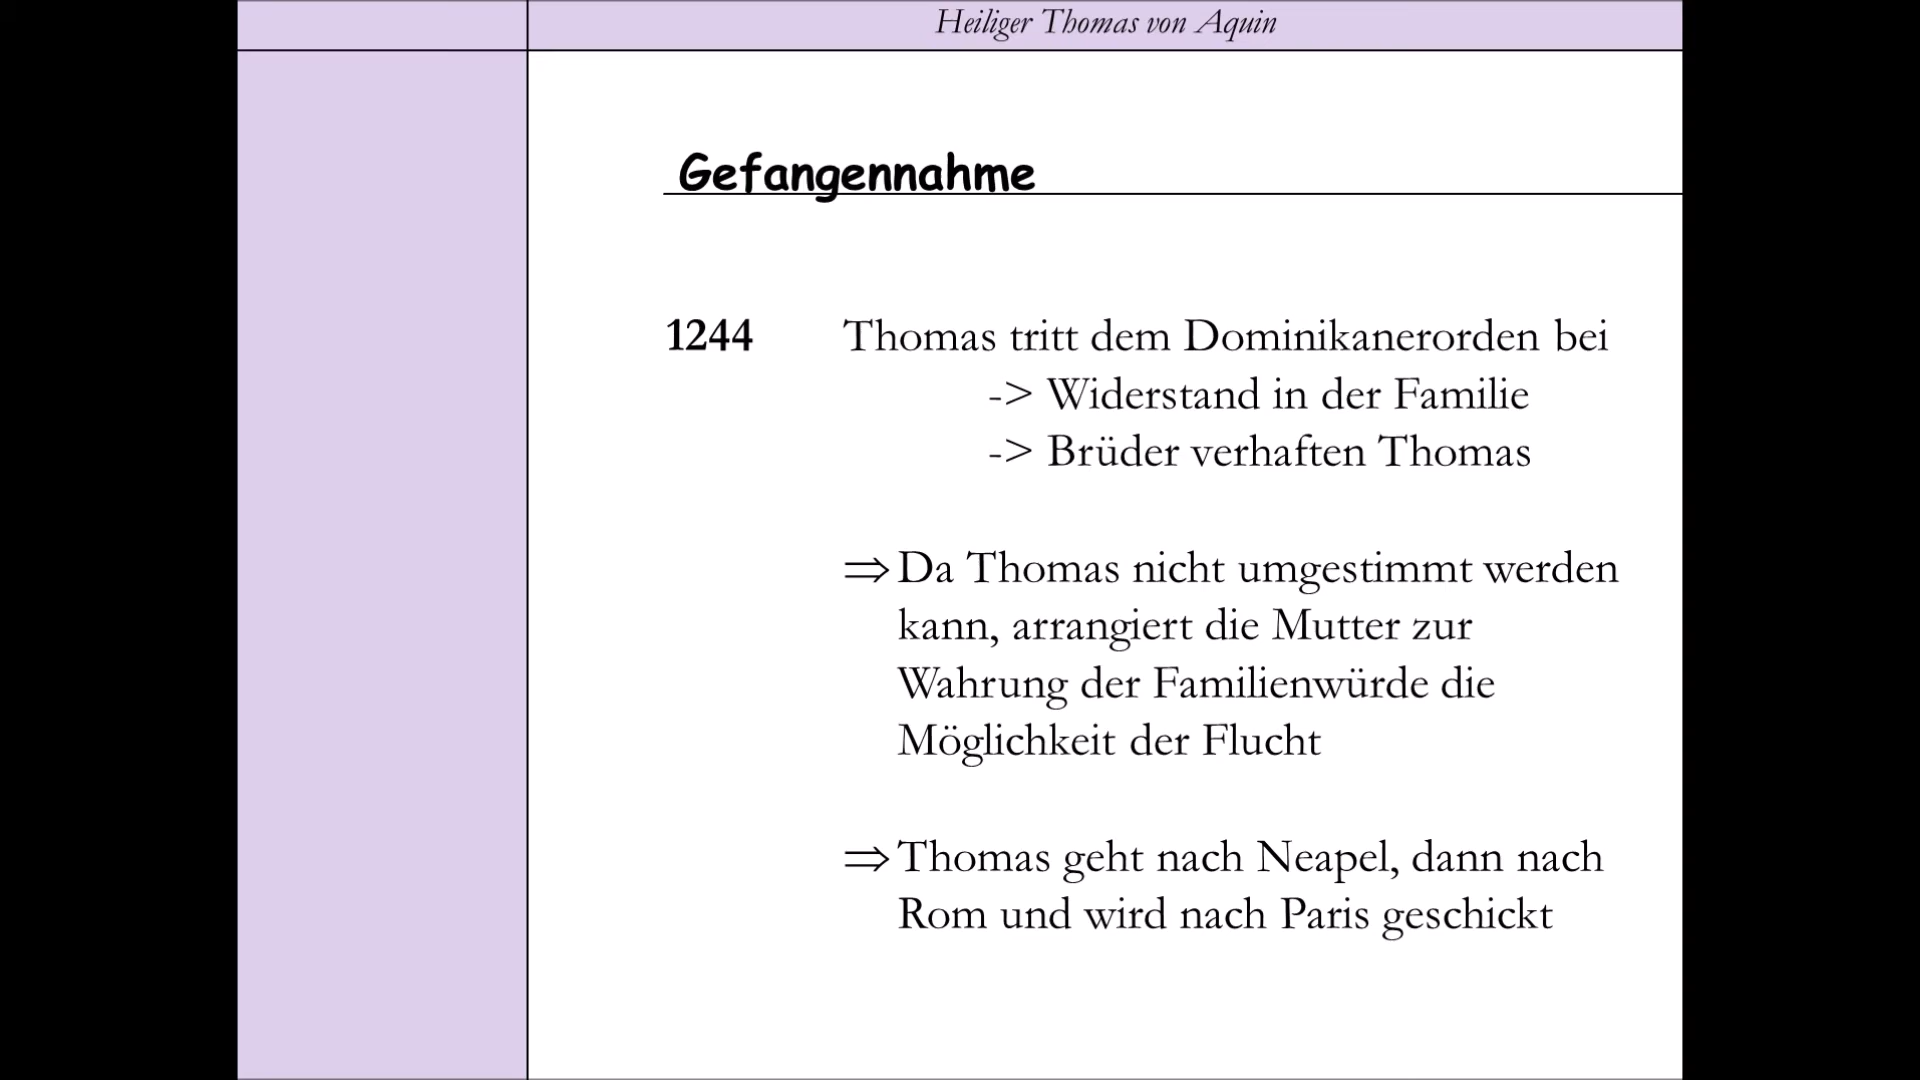 Heiliger Thomas von Aquin
Gefangennahme
1244 Thomas tritt dem Dominikanerorden bei
-> Widerstand in der Familie
-> Brüder verhaften Thomas
⇒ Da Thomas nicht umgestimmt werden
kann, arrangiert die Mutter zur
Wahrung der Familienwürde die
Möglichkeit der Flucht
⇒ Thomas geht nach Neapel, dann nach
Rom und wird nach Paris geschickt